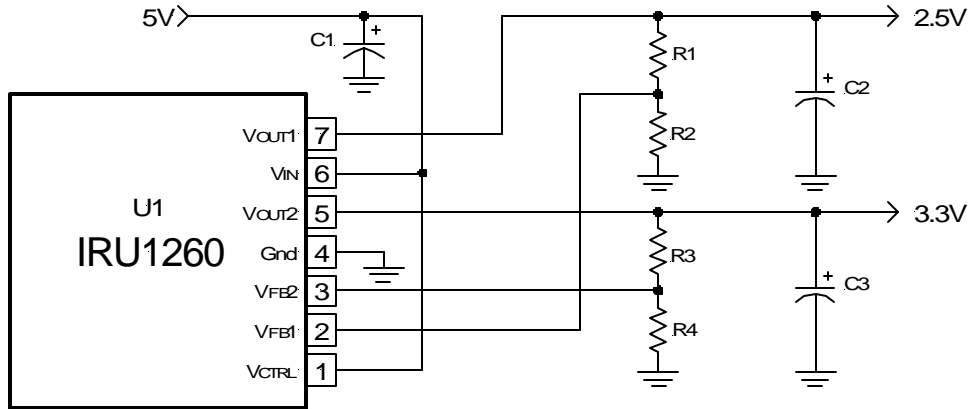 5V
C1
+
2.5V
R1
+
C2
R2
VOUT1 7
VIN 6
U1
IRU1260
VOUT2 5
3.3V
Gnd 4
R3
+
C3
VFB2 3
R4
VFB1 2
VCTRL 1